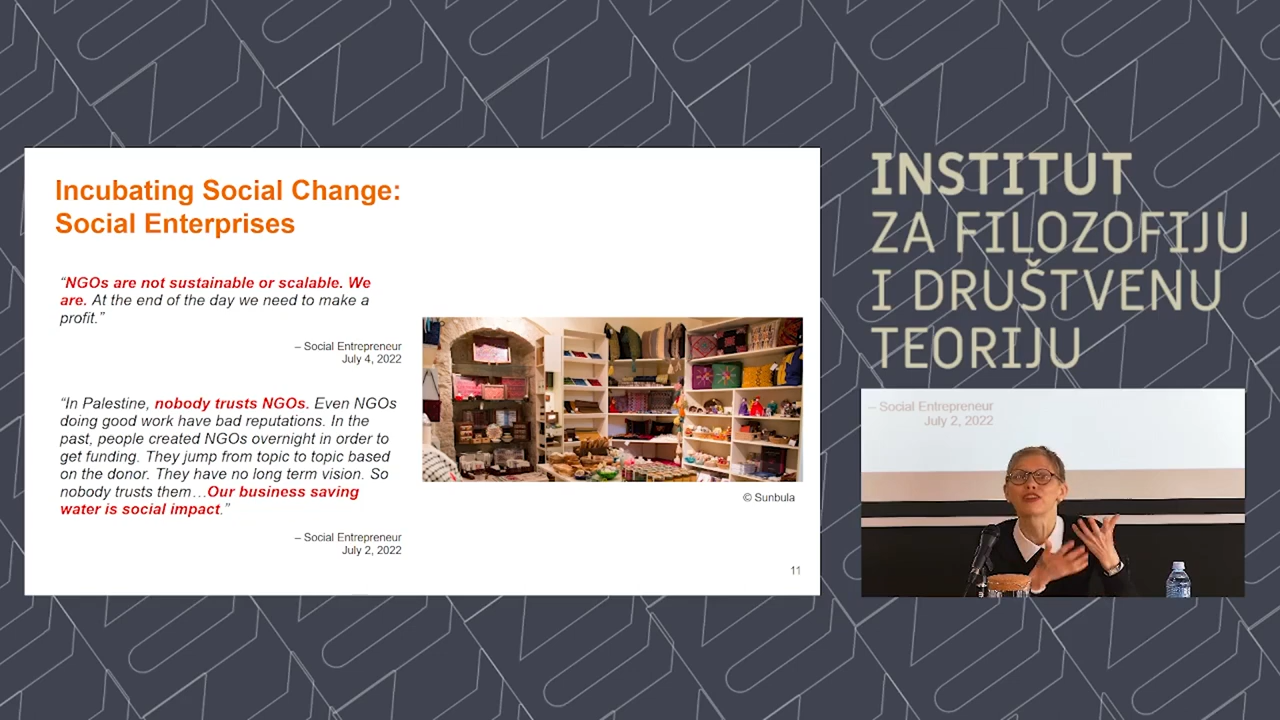 Incubating Social Change:
Social Enterprises
“NGOs are not sustainable or scalable. We
are. At the end of the day we need to make a
profit.”
– Social Entrepreneur
July 4, 2022
“In Palestine, nobody trusts NGOs. Even NGOs
doing good work have bad reputations. In the
past, people created NGOs overnight in order to
get funding. They jump from topic to topic based
on the donor. They have no long term vision. So
nobody trusts them…Our business saving
water is social impact.”
– Social Entrepreneur
July 2, 2022
© Sunbula
11
INSTITUT
ZA FILOZOFIJU
I DRUŠTVENU
TEORIJU
– Social Entrepreneur
July 2, 2022